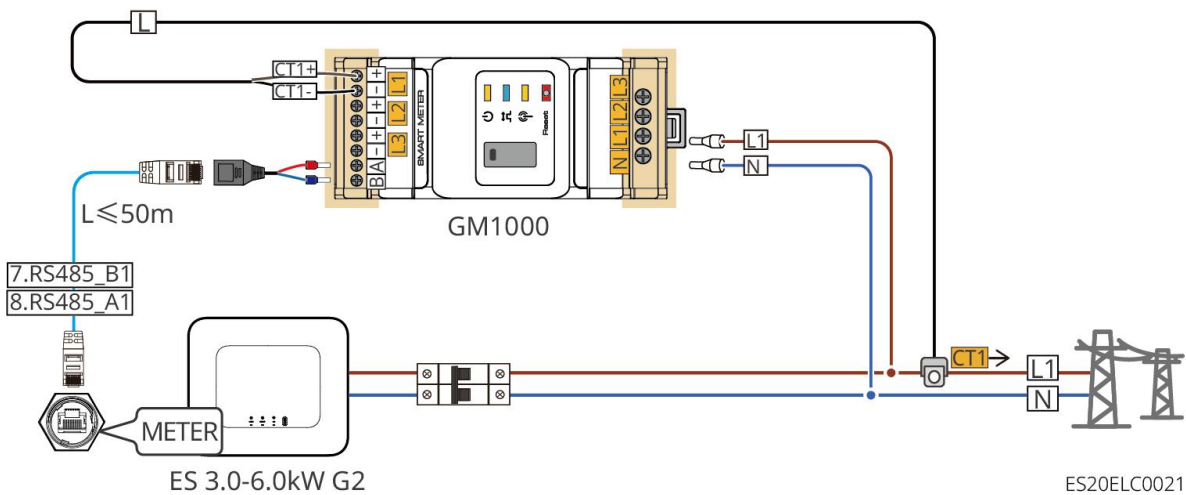 L
CT1+
CT1-
+
-
+
-
+
-
A
B
L1
L2
L3
SMART METER
Reset
L3
L2
L1
N
L1
N
GM1000
L≤50m
7.RS485_B1
8.RS485_A1
METER
CT1
L1
N
ES 3.0-6.0kW G2
ES20ELC0021